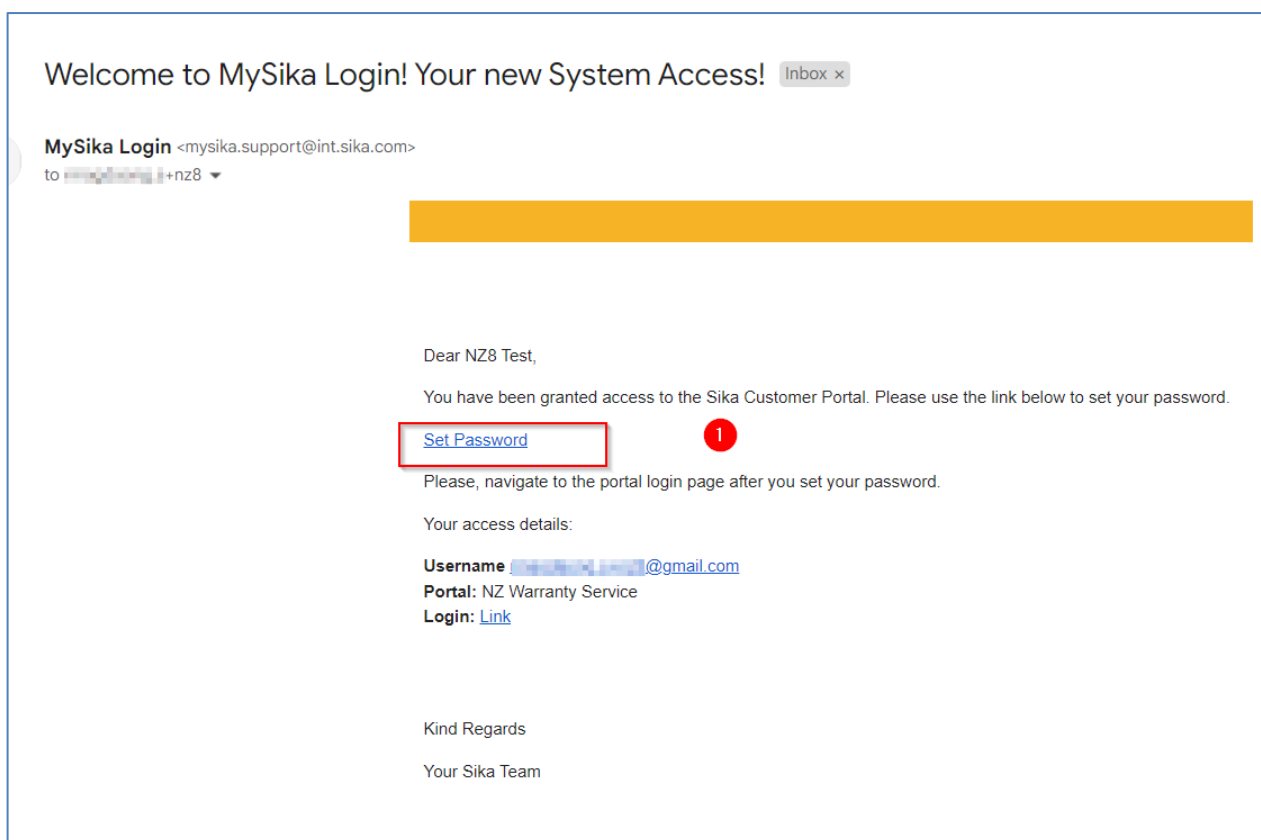 Welcome to MySika Login! Your new System Access! Inbox ×
MySika Login <mysika.support@int.sika.com>
to +nz8
Dear NZ8 Test,
You have been granted access to the Sika Customer Portal. Please use the link below to set your password.
Set Password 1
Please, navigate to the portal login page after you set your password.
Your access details:
Username @gmail.com
Portal: NZ Warranty Service
Login: Link
Kind Regards
Your Sika Team